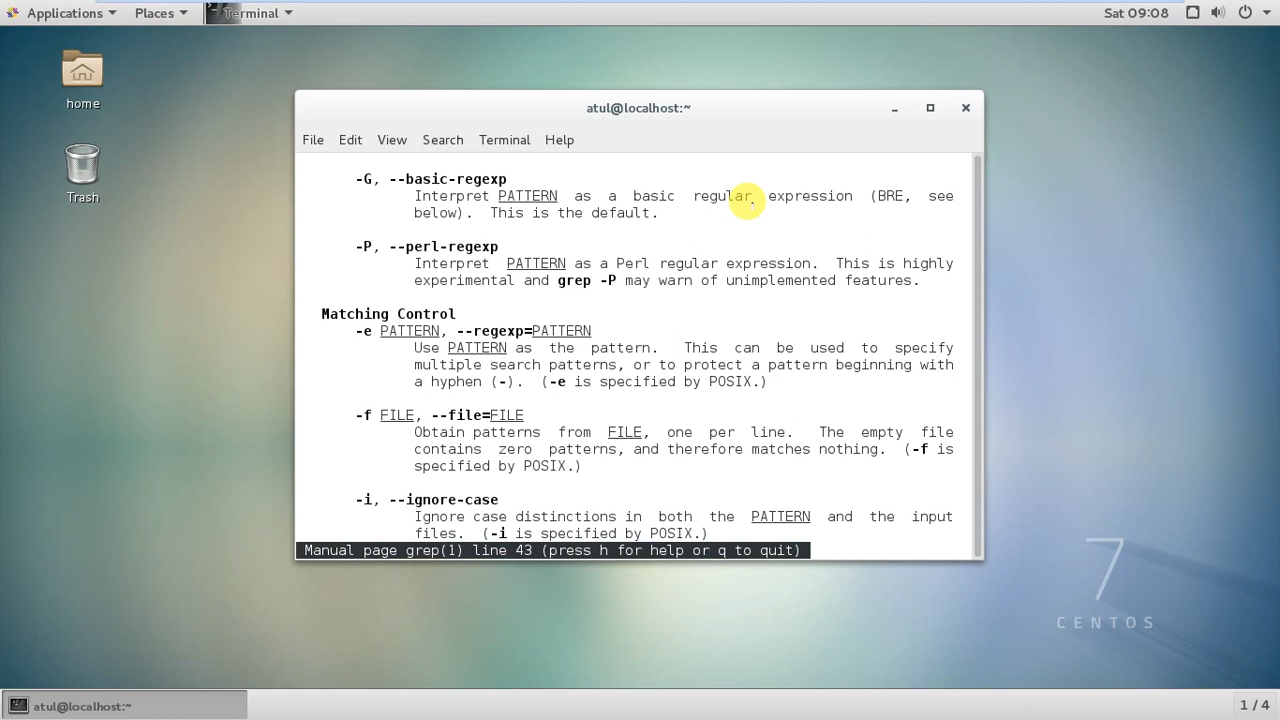 Applications Places Terminal Sat 09:08
home
Trash
atul@localhost:~
File Edit View Search Terminal Help
-G, --basic-regexp
Interpret PATTERN as a basic regular expression (BRE, see
below). This is the default.
-P, --perl-regexp
Interpret PATTERN as a Perl regular expression. This is highly
experimental and grep -P may warn of unimplemented features.
Matching Control
-e PATTERN, --regexp=PATTERN
Use PATTERN as the pattern. This can be used to specify
multiple search patterns, or to protect a pattern beginning with
a hyphen (-). (-e is specified by POSIX.)
-f FILE, --file=FILE
Obtain patterns from FILE, one per line. The empty file
contains zero patterns, and therefore matches nothing. (-f is
specified by POSIX.)
-i, --ignore-case
Ignore case distinctions in both the PATTERN and the input
files. (-i is specified by POSIX.)
Manual page grep(1) line 43 (press h for help or q to quit)
7
CENTOS
atul@localhost:~
1 / 4